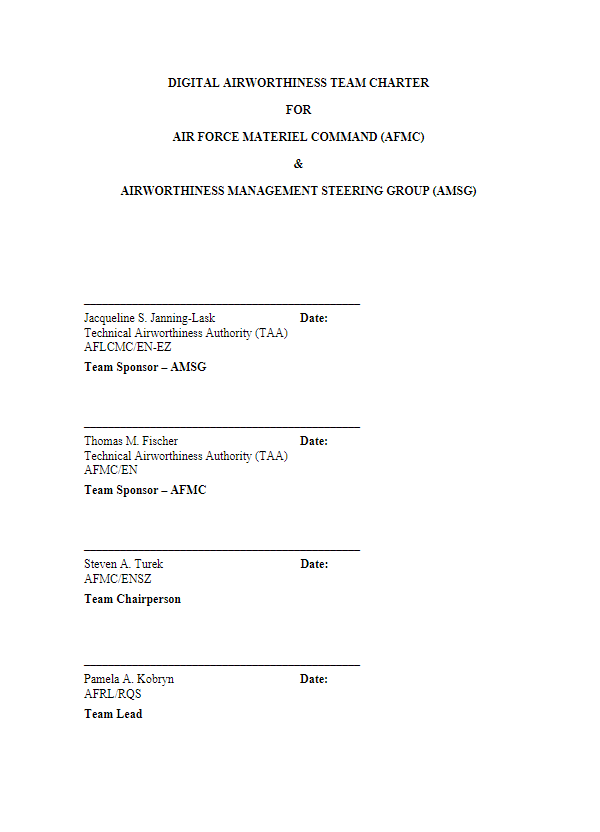 DIGITAL AIRWORTHINESS TEAM CHARTER
FOR
AIR FORCE MATERIEL COMMAND (AFMC)
&
AIRWORTHINESS MANAGEMENT STEERING GROUP (AMSG)
Jacqueline S. Janning-Lask Date:
Technical Airworthiness Authority (TAA)
AFLCMC/EN-EZ
Team Sponsor – AMSG
Thomas M. Fischer Date:
Technical Airworthiness Authority (TAA)
AFMC/EN
Team Sponsor – AFMC
Steven A. Turek Date:
AFMC/ENSZ
Team Chairperson
Pamela A. Kobryn Date:
AFRL/RQS
Team Lead